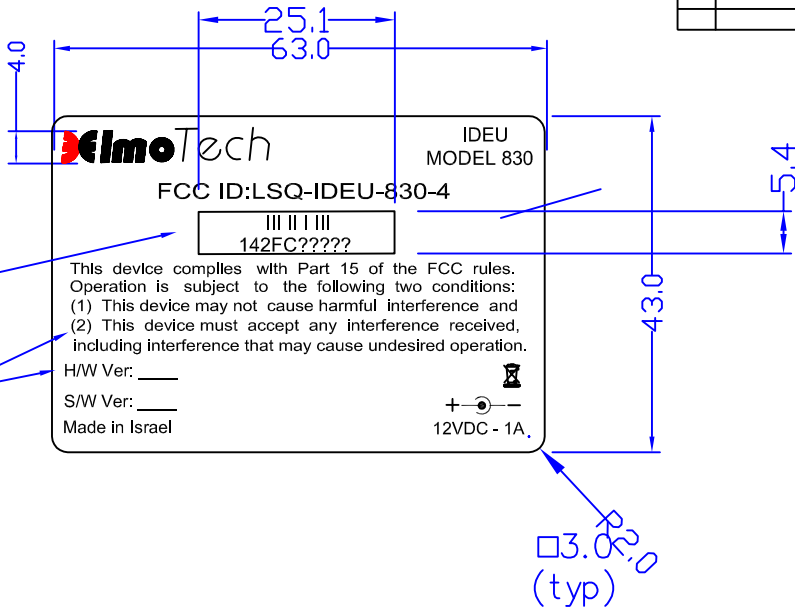 25.1
63.0
4.0
ElmoTech
IDEU
MODEL 830
FCC ID:LSQ-IDEU-830-4
142FC?????
5.4
This device complies with Part 15 of the FCC rules.
Operation is subject to the following two conditions:
(1) This device may not cause harmful interference and
(2) This device must accept any interference received,
including interference that may cause undesired operation.
43.0
H/W Ver: ____
S/W Ver: ____
Made in Israel
+ -
12VDC - 1A
R2.0
□3.0
(typ)